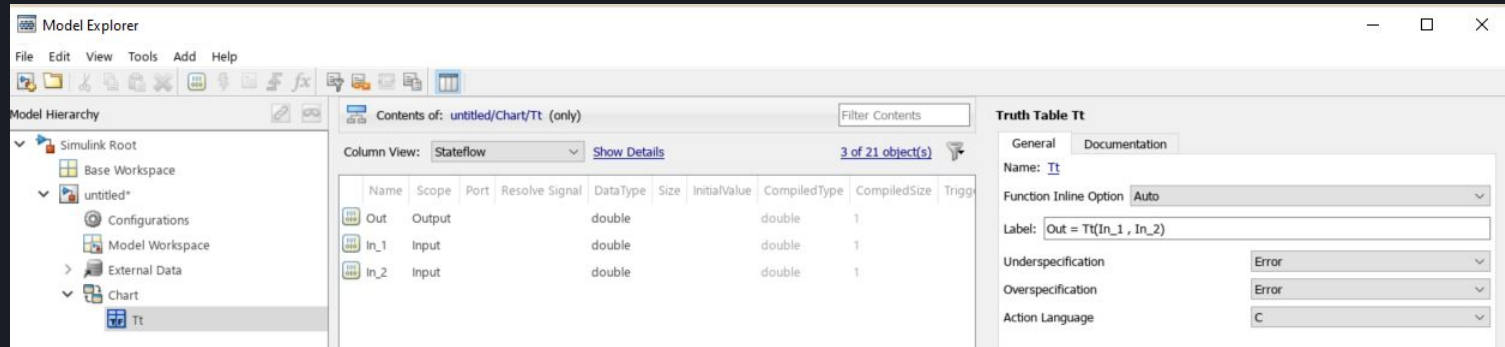 Model Explorer
File Edit View Tools Add Help
Model Hierarchy
Simulink Root
Base Workspace
untitled*
Configurations
Model Workspace
External Data
Chart
Tt
Contents of: untitled/Chart/Tt (only)
Filter Contents
Column View: Stateflow Show Details 3 of 21 object(s)
Name Scope Port Resolve Signal DataType Size InitialValue CompiledType CompiledSize Trigge
Out Output double double 1
In_1 Input double double 1
In_2 Input double double 1
Truth Table Tt
General Documentation
Name: Tt
Function Inline Option Auto
Label: Out = Tt(In_1 , In_2)
Underspecification Error
Overspecification Error
Action Language C